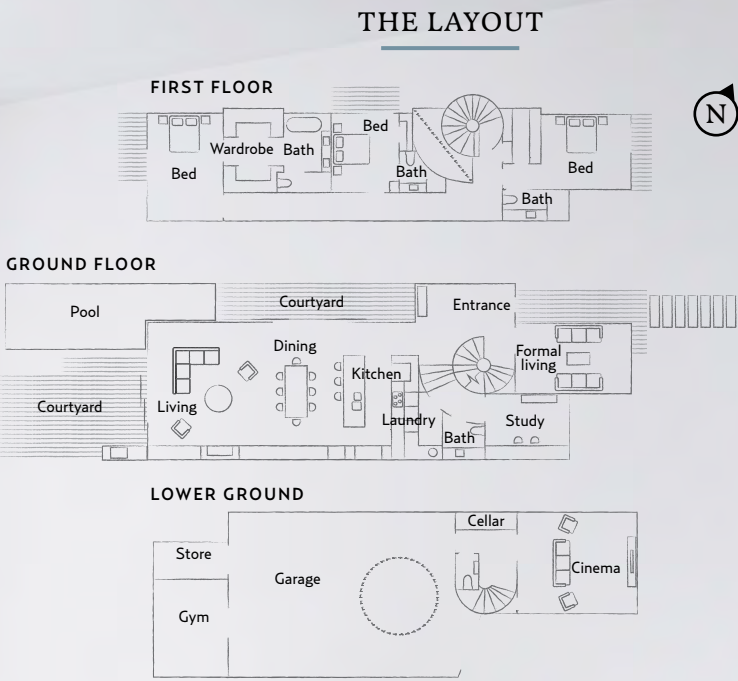 THE LAYOUT
FIRST FLOOR
N
Bed
Wardrobe
Bath
Bed
Bed
Bath
Bath
GROUND FLOOR
Pool
Courtyard
Entrance
Dining
Formal
living
Kitchen
Courtyard
Living
Laundry
Study
Bath
LOWER GROUND
Cellar
Store
Garage
Cinema
Gym